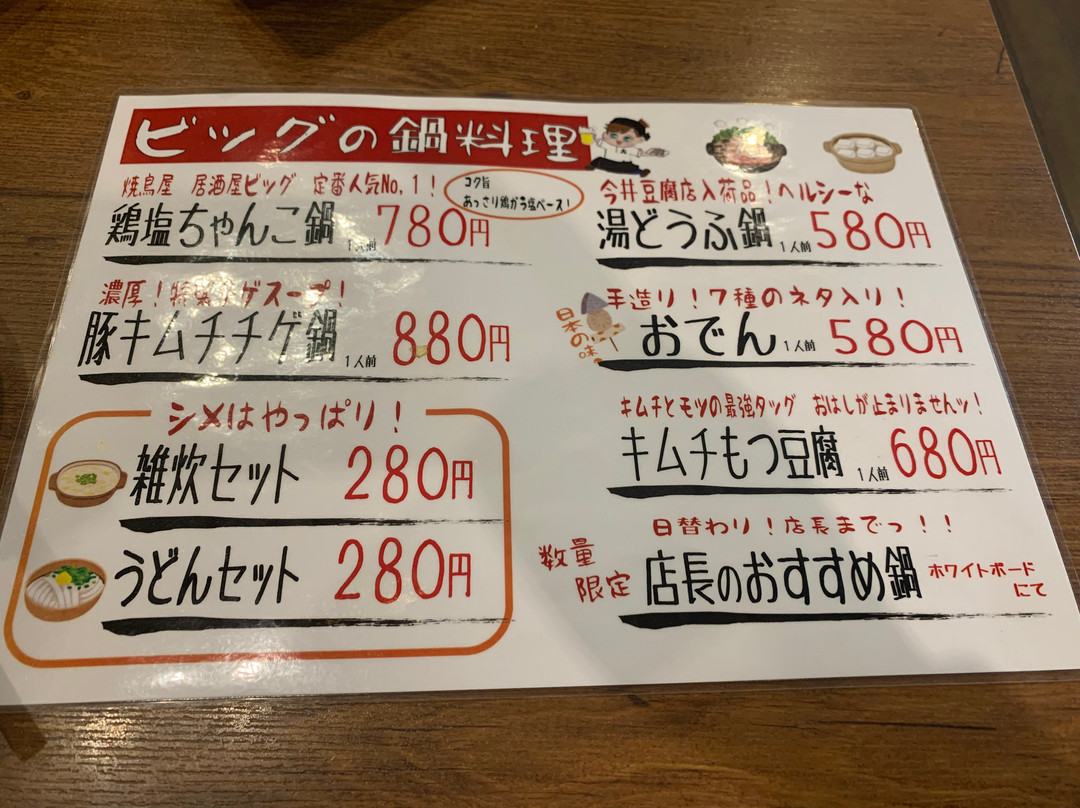 ビッグの鍋料理
焼鳥屋 居酒屋ビッグ 定番人気No.1！
コク旨
あっさり鶏ガラ塩ベース！
鶏塩ちゃんこ鍋 1人前 780円
濃厚！特製チゲスープ！
豚キムチチゲ鍋 1人前 880円
シメはやっぱり！
雑炊セット 280円
うどんセット 280円
今井豆腐店入荷品！ヘルシーな
湯どうふ鍋 1人前 580円
日本の味。
手造り！7種のネタ入り！
おでん 1人前 580円
キムチとモツの最強タッグ おはしが止まりませんッ！
キムチもつ豆腐 1人前 680円
日替わり！店長までっ！！
数量
限定
店長のおすすめ鍋
ホワイトボード
にて